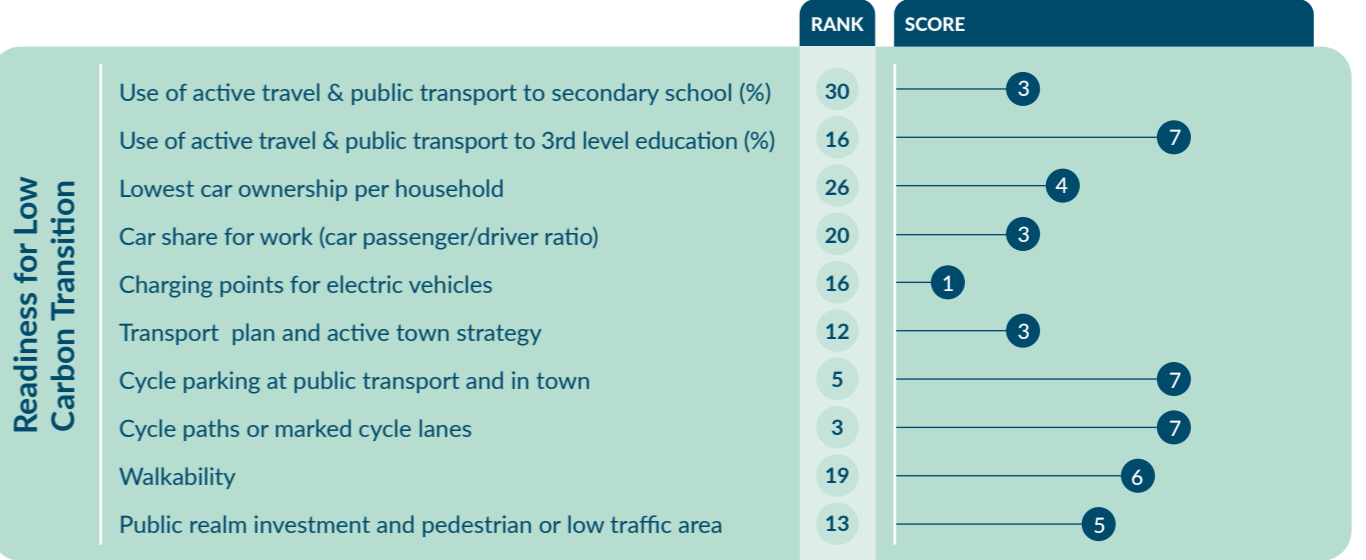 RANK SCORE
Readiness for Low
Carbon Transition
Use of active travel & public transport to secondary school (%) 30 3
Use of active travel & public transport to 3rd level education (%) 16 7
Lowest car ownership per household 26 4
Car share for work (car passenger/driver ratio) 20 3
Charging points for electric vehicles 16 1
Transport  plan and active town strategy 12 3
Cycle parking at public transport and in town 5 7
Cycle paths or marked cycle lanes 3 7
Walkability 19 6
Public realm investment and pedestrian or low traffic area 13 5